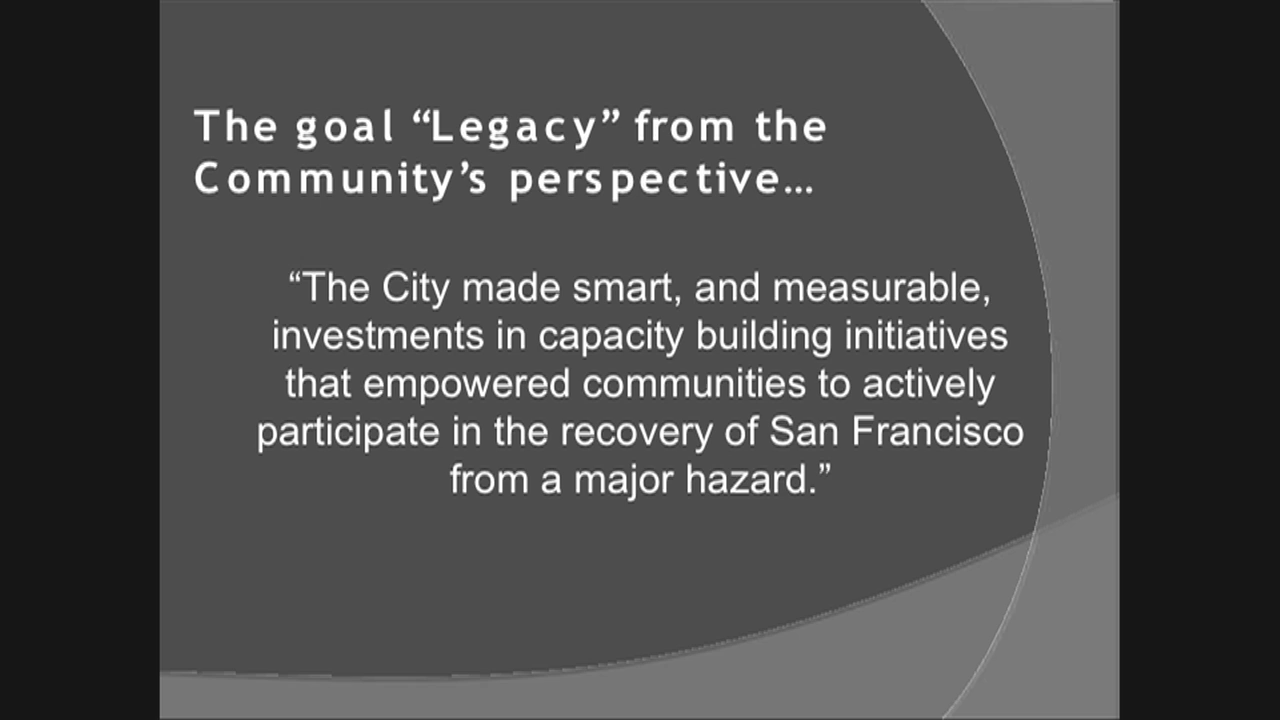 The goal “Legacy” from the
Community’s perspective…
“The City made smart, and measurable,
investments in capacity building initiatives
that empowered communities to actively
participate in the recovery of San Francisco
from a major hazard.”